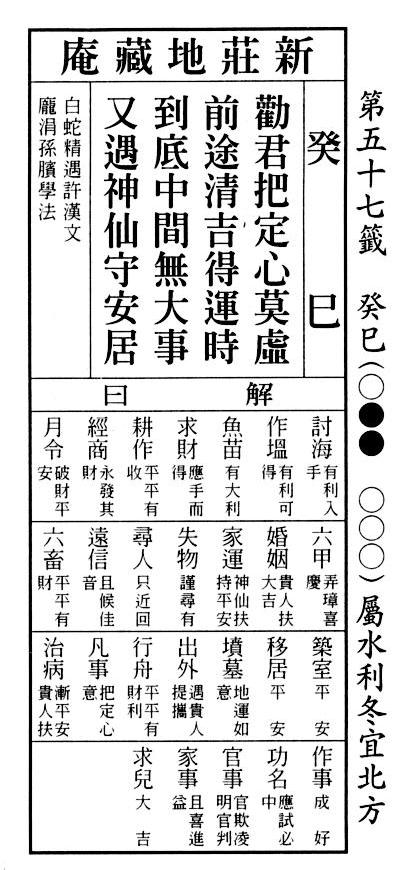 第五十七籤　癸巳(○●●　○○○)屬水利冬宜北方
新莊地藏庵
癸巳
勸君把定心莫虛
前途清吉得運時
到底中間無大事
又遇神仙守安居
白蛇精遇許漢文
龐涓孫臏學法
解曰
討海 有利入手
作塭 有利可得
魚苗 有大利
求財 應手而得
耕作 平平有收
經商 永發其財
月令 破財平安
六甲 弄璋喜慶
婚姻 貴人扶大吉
家運 神仙扶持平安
失物 謹尋有
尋人 只近回
遠信 且候佳音
六畜 平平有財
築室 平安
移居 平安
墳墓 地運如意
出外 遇貴人提攜
行舟 平平有財利
凡事 把定心意
治病 漸平安貴人扶
作事 成好
功名 應試必中
官事 官欺凌明官判
家事 且喜進益
求兒 大吉